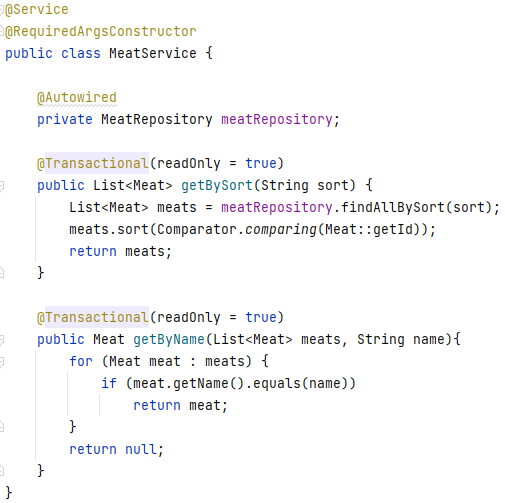 @Service
@RequiredArgsConstructor
public class MeatService {
@Autowired
private MeatRepository meatRepository;
@Transactional(readOnly = true)
public List<Meat> getBySort(String sort) {
List<Meat> meats = meatRepository.findAllBySort(sort);
meats.sort(Comparator.comparing(Meat::getId));
return meats;
}
@Transactional(readOnly = true)
public Meat getByName(List<Meat> meats, String name){
for (Meat meat : meats) {
if (meat.getName().equals(name))
return meat;
}
return null;
}
}